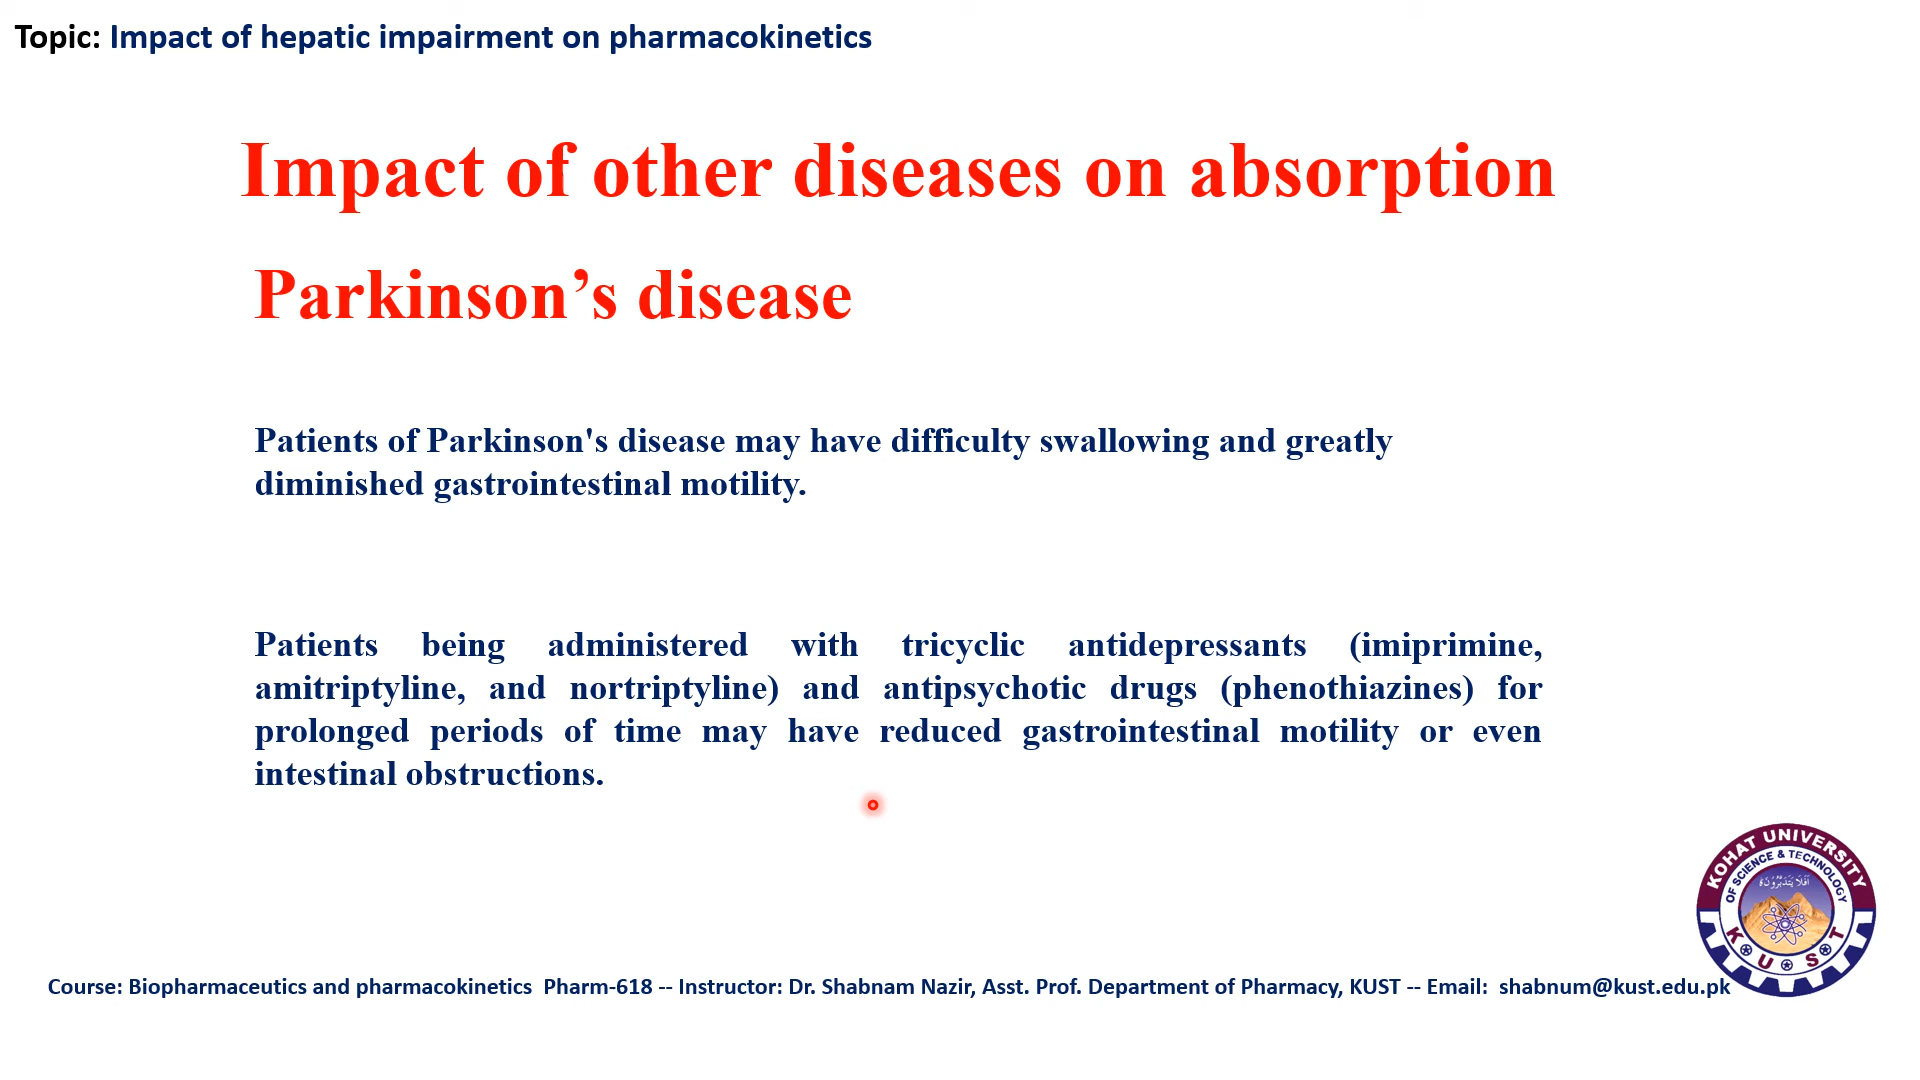 Topic: Impact of hepatic impairment on pharmacokinetics
Impact of other diseases on absorption
Parkinson’s disease
Patients of Parkinson's disease may have difficulty swallowing and greatly
diminished gastrointestinal motility.
Patients being administered with tricyclic antidepressants (imiprimine,
amitriptyline, and nortriptyline) and antipsychotic drugs (phenothiazines) for
prolonged periods of time may have reduced gastrointestinal motility or even
intestinal obstructions.
KOHAT UNIVERSITY
OF SCIENCE & TECHNOLOGY
K U S T
Course: Biopharmaceutics and pharmacokinetics Pharm-618 -- Instructor: Dr. Shabnam Nazir, Asst. Prof. Department of Pharmacy, KUST -- Email: shabnum@kust.edu.pk